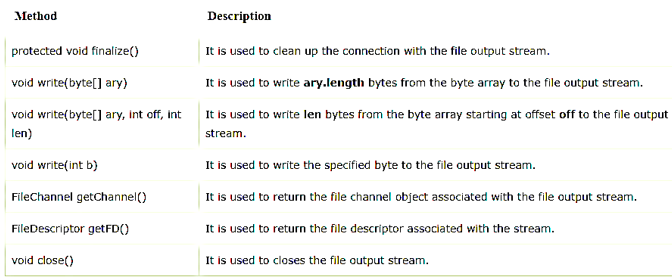 Method Description
protected void finalize() It is used to clean up the connection with the file output stream.
void write(byte[] ary) It is used to write ary.length bytes from the byte array to the file output stream.
void write(byte[] ary, int off, int It is used to write len bytes from the byte array starting at offset off to the file output
len) stream.
void write(int b) It is used to write the specified byte to the file output stream.
FileChannel getChannel() It is used to return the file channel object associated with the file output stream.
FileDescriptor getFD() It is used to return the file descriptor associated with the stream.
void close() It is used to closes the file output stream.